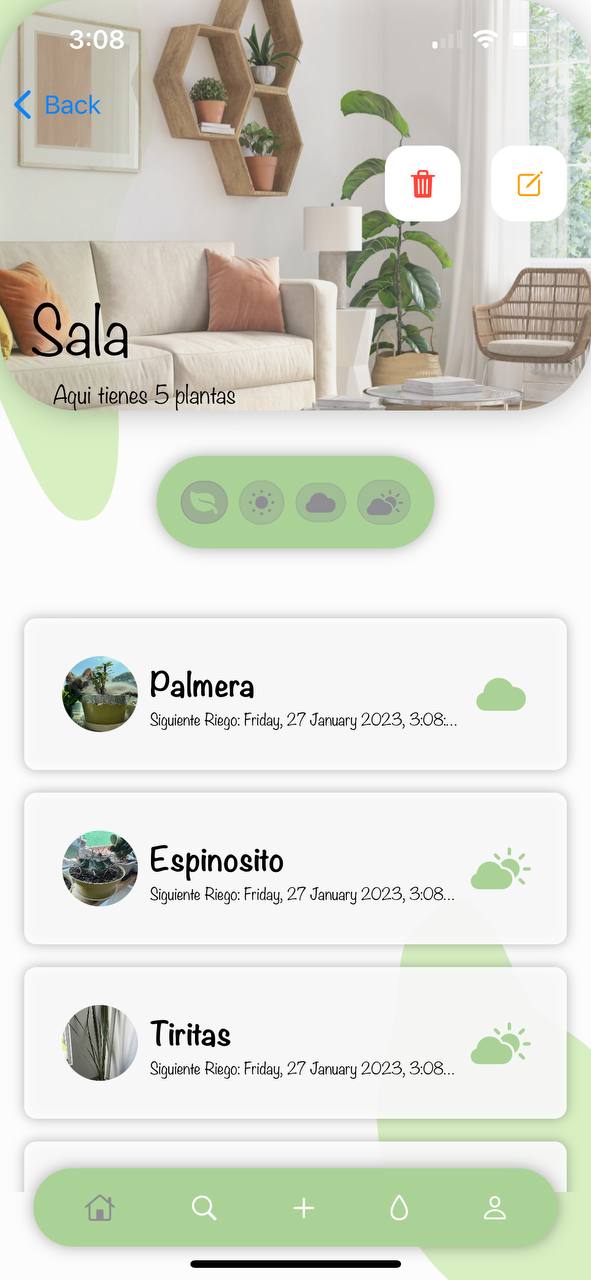 3:08
Back
Sala
Aqui tienes 5 plantas
Palmera
Siguiente Riego: Friday, 27 January 2023, 3:08:...
Espinosito
Siguiente Riego: Friday, 27 January 2023, 3:08...
Tiritas
Siguiente Riego: Friday, 27 January 2023, 3:08...